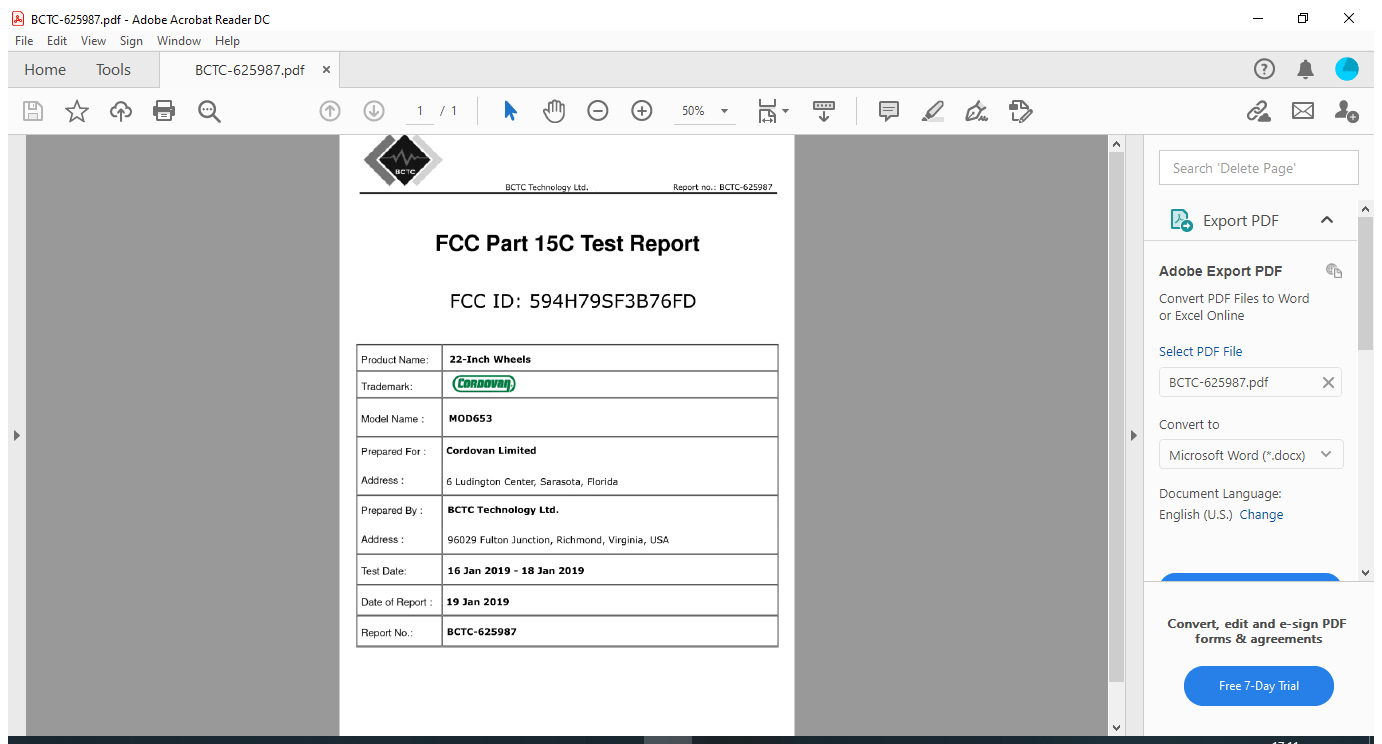 BCTC-625987.pdf - Adobe Acrobat Reader DC
File Edit View Sign Window Help
Home Tools BCTC-625987.pdf ×
1 / 1 50%
BCTC
BCTC Technology Ltd. Report no.: BCTC-625987
FCC Part 15C Test Report
FCC ID: 594H79SF3B76FD
Product Name: 22-Inch Wheels
Trademark: CORDOVAN
Model Name : MOD653
Prepared For : Cordovan Limited
Address : 6 Ludington Center, Sarasota, Florida
Prepared By : BCTC Technology Ltd.
Address : 96029 Fulton Junction, Richmond, Virginia, USA
Test Date: 16 Jan 2019 - 18 Jan 2019
Date of Report : 19 Jan 2019
Report No.: BCTC-625987
Search 'Delete Page'
Export PDF
Adobe Export PDF
Convert PDF Files to Word
or Excel Online
Select PDF File
BCTC-625987.pdf
Convert to
Microsoft Word (*.docx)
Document Language:
English (U.S.) Change
Convert, edit and e-sign PDF
forms & agreements
Free 7-Day Trial